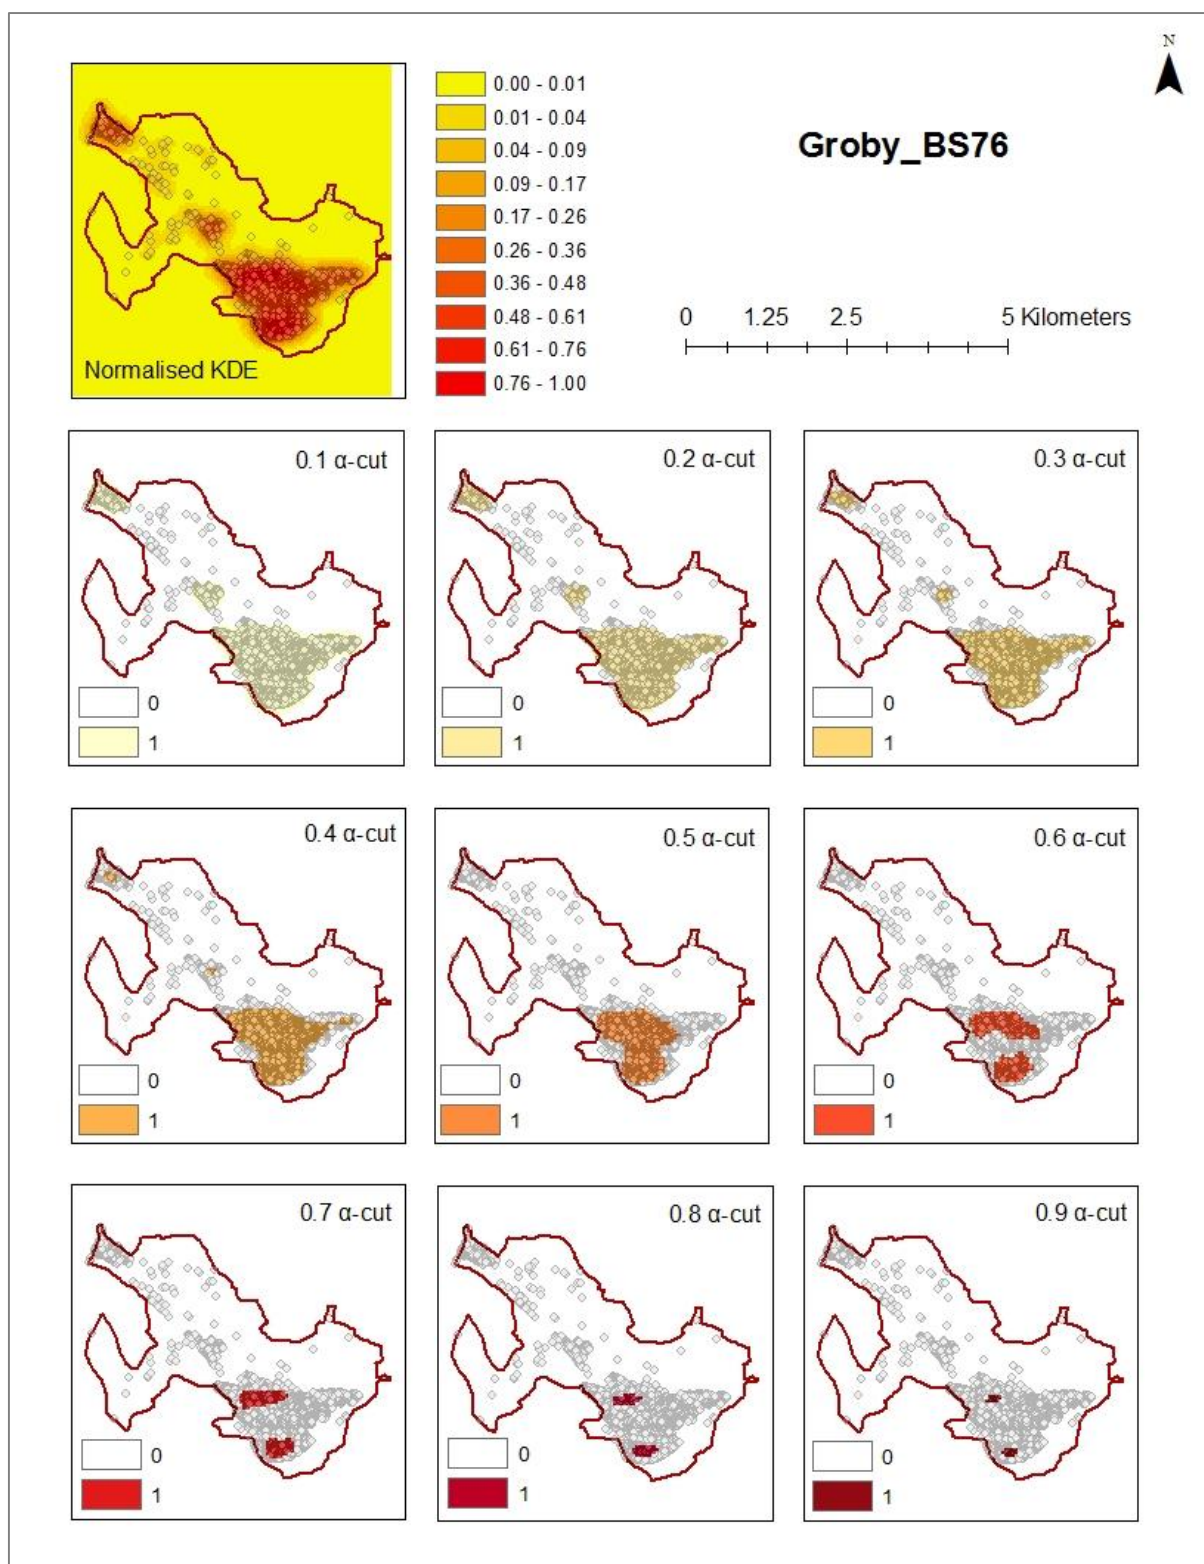 N
Groby_BS76
0.00 - 0.01
0.01 - 0.04
0.04 - 0.09
0.09 - 0.17
0.17 - 0.26
0.26 - 0.36
0.36 - 0.48
0.48 - 0.61
0.61 - 0.76
0.76 - 1.00
0 1.25 2.5 5 Kilometers
Normalised KDE
0.1 α-cut
0
1
0.2 α-cut
0
1
0.3 α-cut
0
1
0.4 α-cut
0
1
0.5 α-cut
0
1
0.6 α-cut
0
1
0.7 α-cut
0
1
0.8 α-cut
0
1
0.9 α-cut
0
1